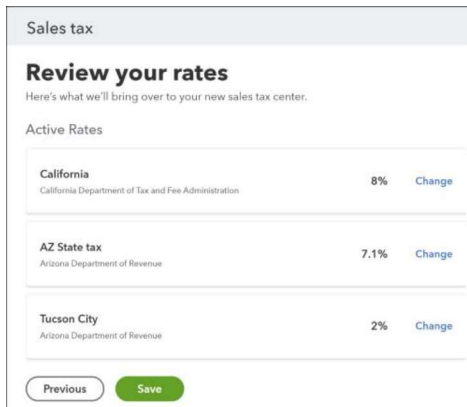 Sales tax
Review your rates
Here's what we'll bring over to your new sales tax center.
Active Rates
California
California Department of Tax and Fee Administration
8% Change
AZ State tax
Arizona Department of Revenue
7.1% Change
Tucson City
Arizona Department of Revenue
2% Change
Previous Save